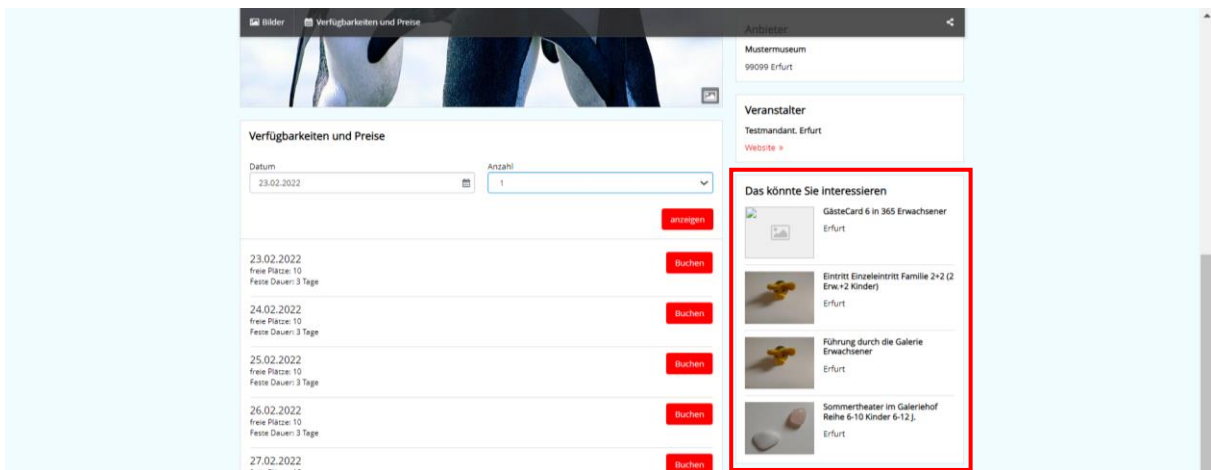 Bilder
Verfügbarkeiten und Preise
Verfügbarkeiten und Preise
Datum
Anzahl
23.02.2022
1
anzeigen
23.02.2022
freie Plätze: 10
Feste Dauer: 3 Tage
Buchen
24.02.2022
freie Plätze: 10
Feste Dauer: 3 Tage
Buchen
25.02.2022
freie Plätze: 10
Feste Dauer: 3 Tage
Buchen
26.02.2022
freie Plätze: 10
Feste Dauer: 3 Tage
Buchen
27.02.2022
Buchen
Anbieter
Mustermuseum
99099 Erfurt
Veranstalter
Testmandant. Erfurt
Website »
Das könnte Sie interessieren
GästeCard 6 in 365 Erwachsener
Erfurt
Eintritt Einzeleintritt Familie 2+2 (2
Erw.+2 Kinder)
Erfurt
Führung durch die Galerie
Erwachsener
Erfurt
Sommertheater im Galeriehof
Reihe 6-10 Kinder 6-12 J.
Erfurt